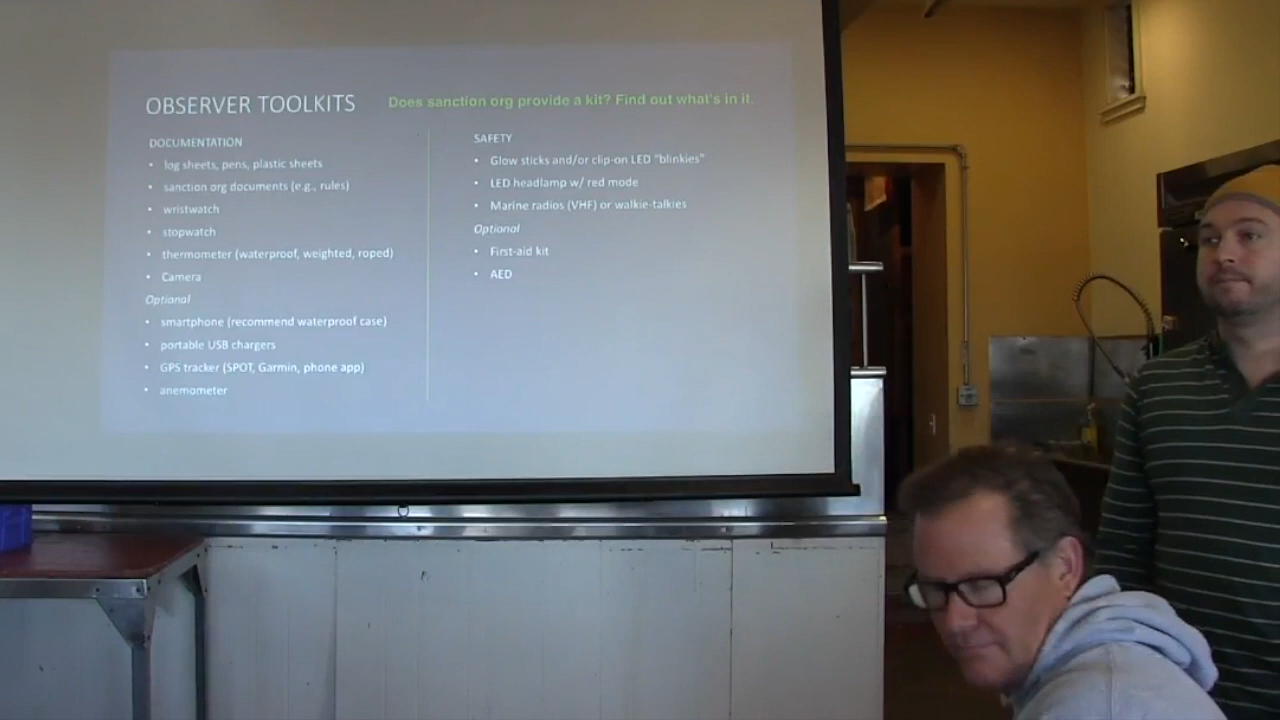 OBSERVER TOOLKITS
Does sanction org provide a kit? Find out what's in it.
DOCUMENTATION
• log sheets, pens, plastic sheets
• sanction org documents (e.g., rules)
• wristwatch
• stopwatch
• thermometer (waterproof, weighted, roped)
• Camera
Optional
• smartphone (recommend waterproof case)
• portable USB chargers
• GPS tracker (SPOT, Garmin, phone app)
• anemometer
SAFETY
• Glow sticks and/or clip-on LED "blinkies"
• LED headlamp w/ red mode
• Marine radios (VHF) or walkie-talkies
Optional
• First-aid kit
• AED